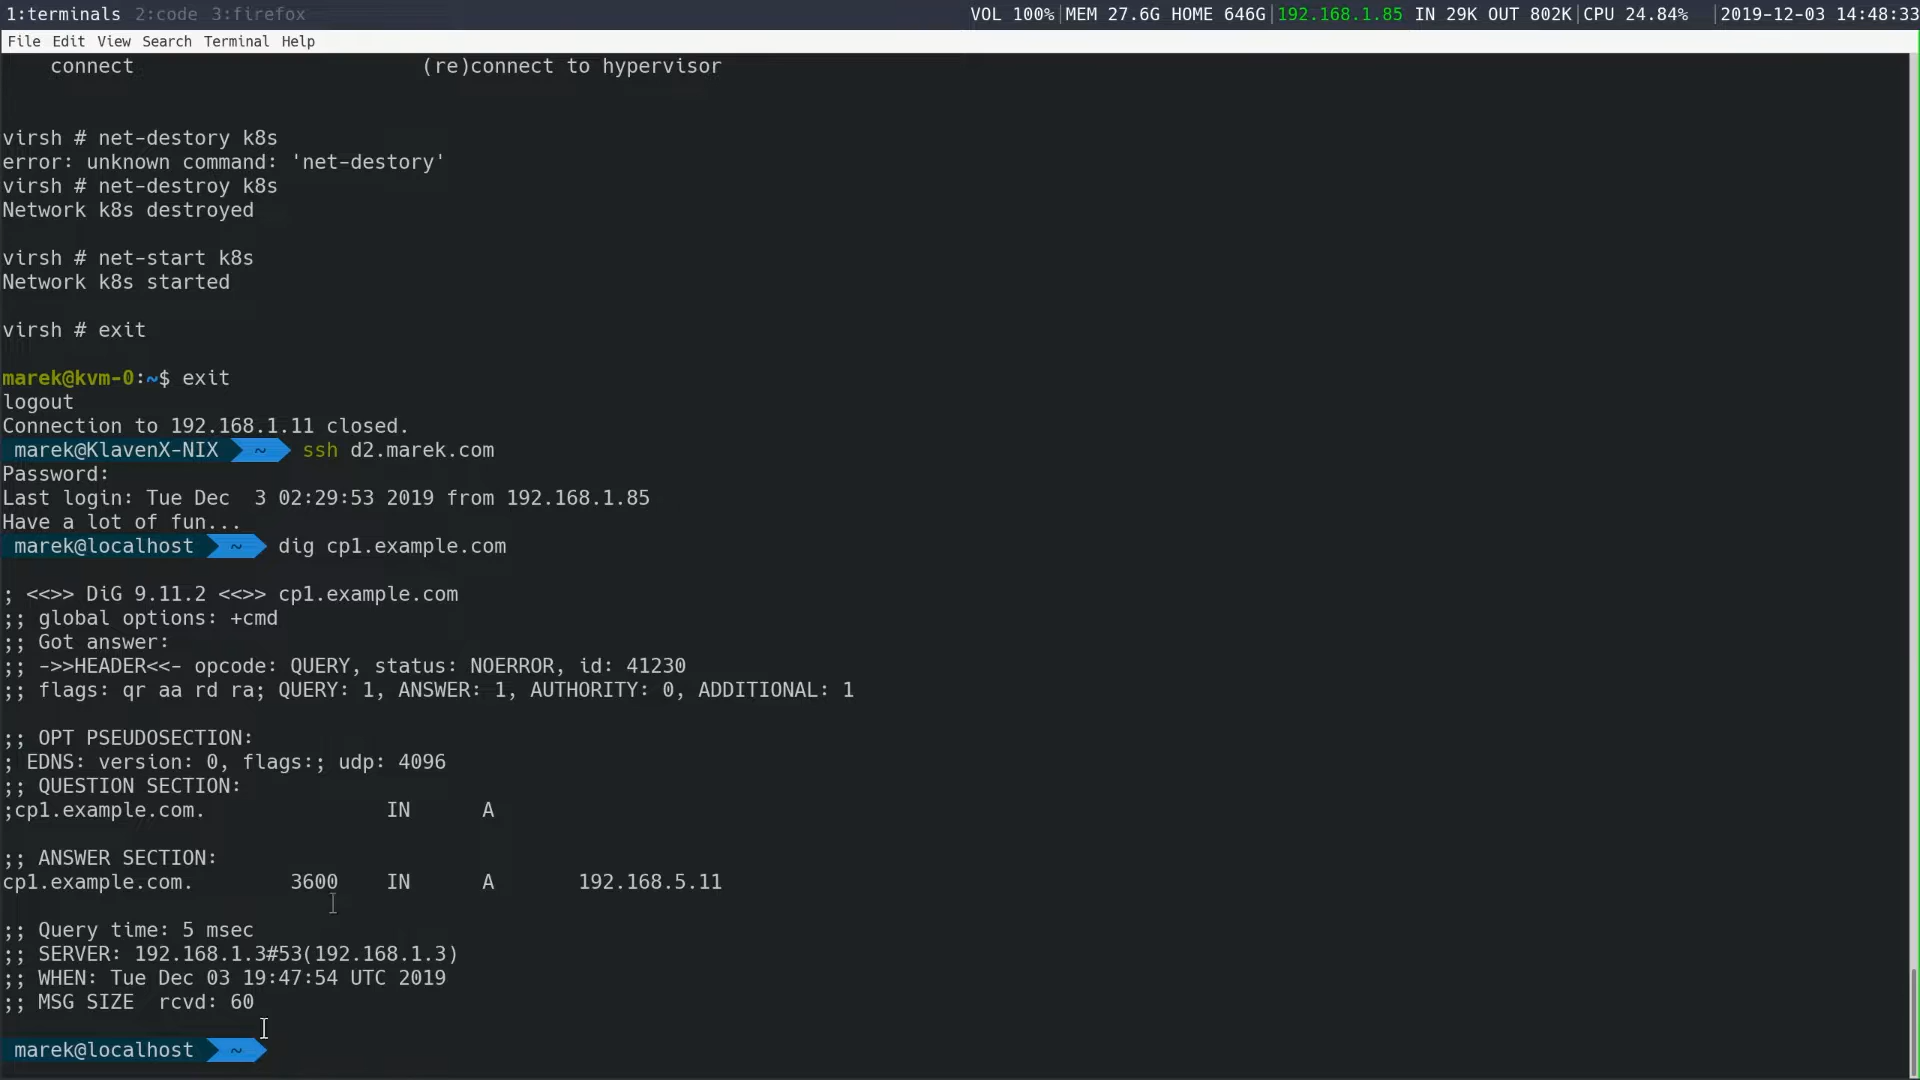 1:terminals 2:code 3:firefox VOL 100%|MEM 27.6G HOME 646G|192.168.1.85 IN 29K OUT 802K|CPU 24.84% |2019-12-03 14:48:33
File Edit View Search Terminal Help
connect (re)connect to hypervisor
virsh # net-destory k8s
error: unknown command: 'net-destory'
virsh # net-destroy k8s
Network k8s destroyed
virsh # net-start k8s
Network k8s started
virsh # exit
marek@kvm-0:~$ exit
logout
Connection to 192.168.1.11 closed.
marek@KlavenX-NIX ~ ssh d2.marek.com
Password:
Last login: Tue Dec  3 02:29:53 2019 from 192.168.1.85
Have a lot of fun...
marek@localhost ~ dig cp1.example.com
; <<>> DiG 9.11.2 <<>> cp1.example.com
;; global options: +cmd
;; Got answer:
;; ->>HEADER<<- opcode: QUERY, status: NOERROR, id: 41230
;; flags: qr aa rd ra; QUERY: 1, ANSWER: 1, AUTHORITY: 0, ADDITIONAL: 1
;; OPT PSEUDOSECTION:
; EDNS: version: 0, flags:; udp: 4096
;; QUESTION SECTION:
;cp1.example.com. IN A
;; ANSWER SECTION:
cp1.example.com. 3600 IN A 192.168.5.11
;; Query time: 5 msec
;; SERVER: 192.168.1.3#53(192.168.1.3)
;; WHEN: Tue Dec 03 19:47:54 UTC 2019
;; MSG SIZE  rcvd: 60
marek@localhost ~